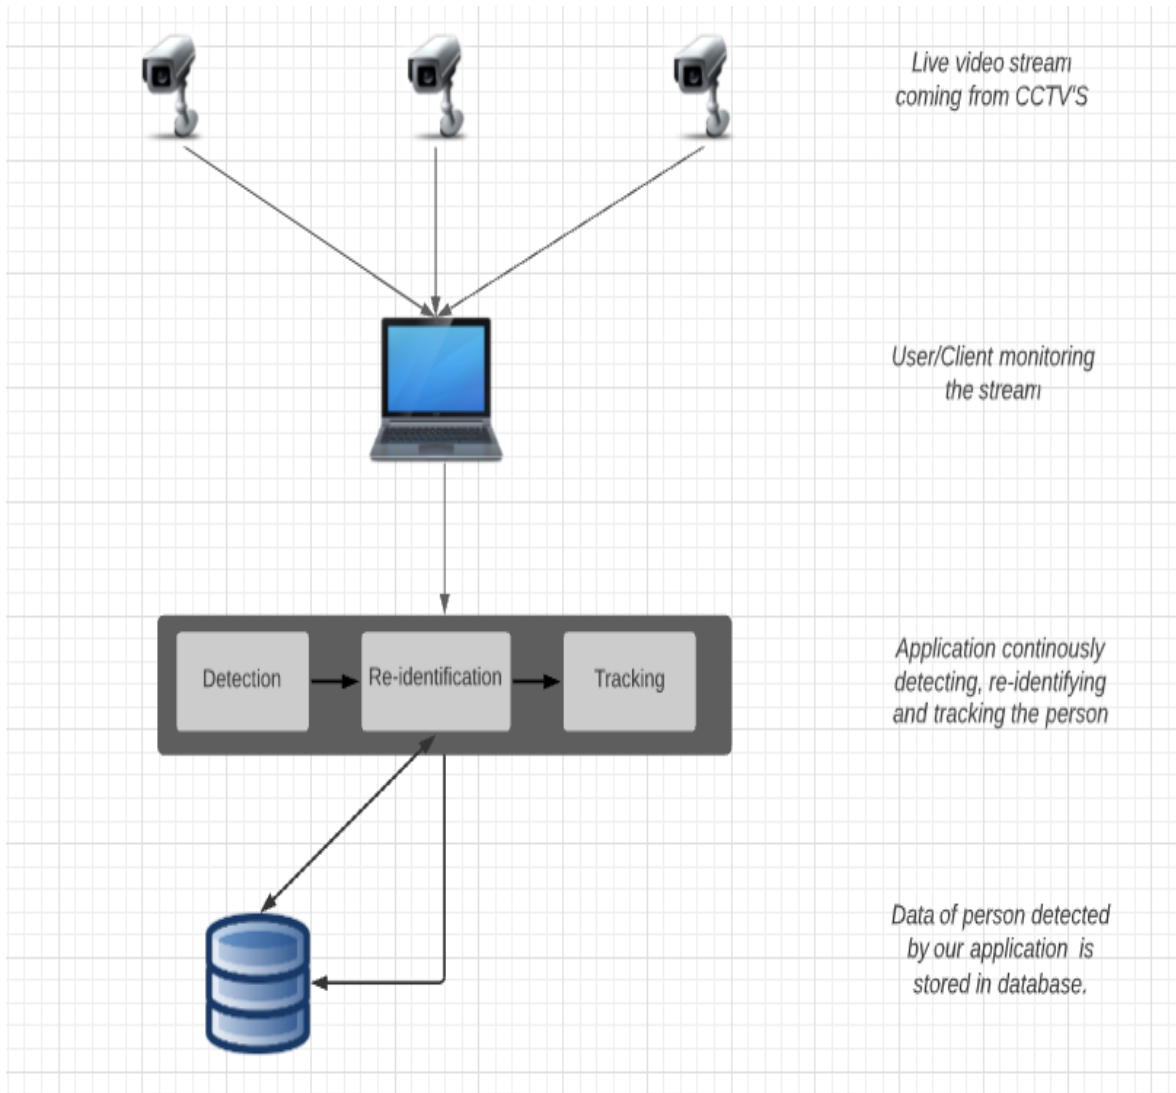 Live video stream
coming from CCTV'S
User/Client monitoring
the stream
Detection
Re-identification
Tracking
Application continously
detecting, re-identifying
and tracking the person
Data of person detected
by our application is
stored in database.